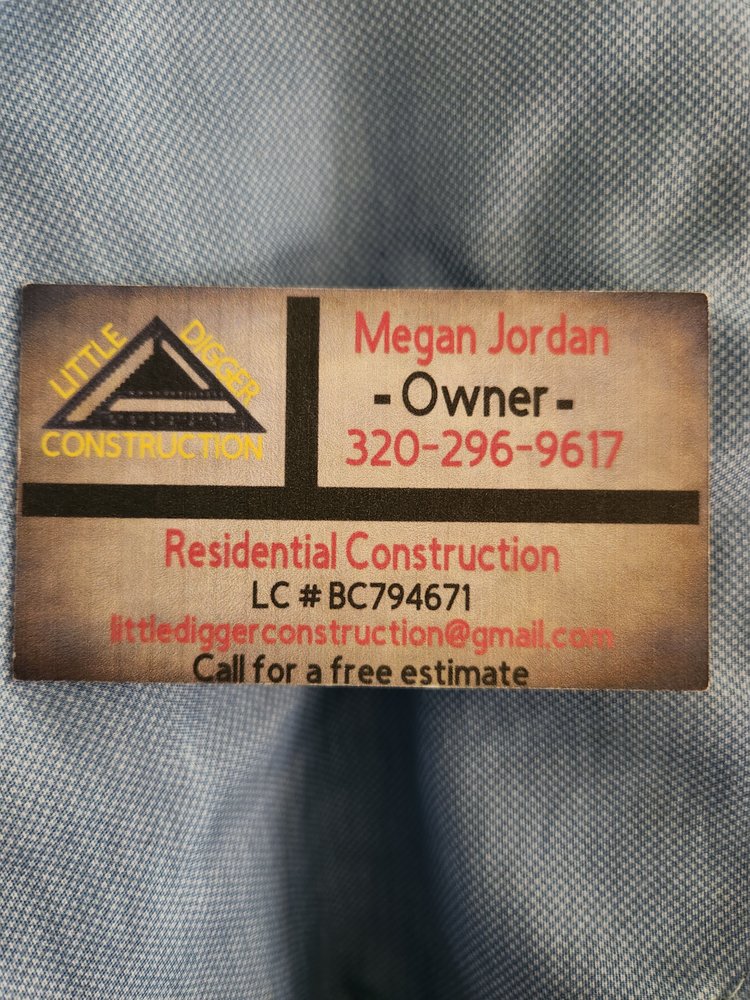 LITTLE DIGGER
CONSTRUCTION
Megan Jordan
- Owner -
320-296-9617
Residential Construction
LC # BC794671
littlediggerconstruction@gmail.com
Call for a free estimate